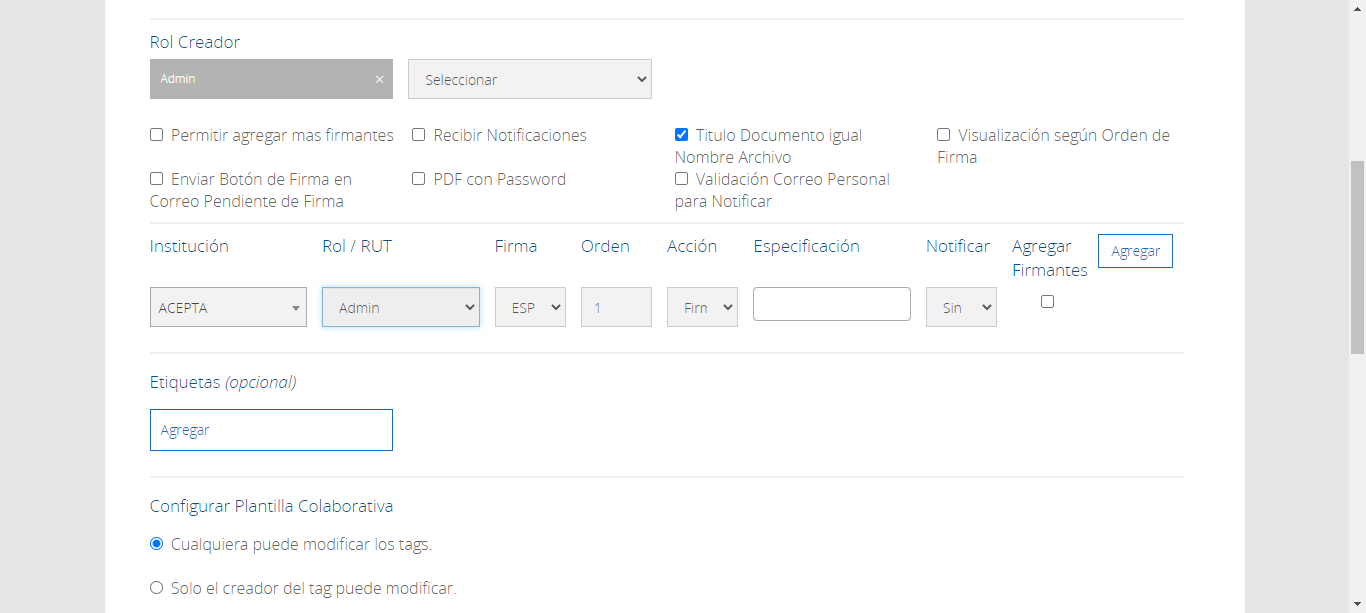 Rol Creador
Admin ×
Seleccionar
Permitir agregar mas firmantes
Recibir Notificaciones
Titulo Documento igual
Nombre Archivo
Visualización según Orden de
Firma
Enviar Botón de Firma en
Correo Pendiente de Firma
PDF con Password
Validación Correo Personal
para Notificar
Institución
Rol / RUT
Firma
Orden
Acción
Especificación
Notificar
Agregar
Firmantes
Agregar
ACEPTA
Admin
ESP
1
Firn
Sin
Etiquetas (opcional)
Agregar
Configurar Plantilla Colaborativa
Cualquiera puede modificar los tags.
Solo el creador del tag puede modificar.